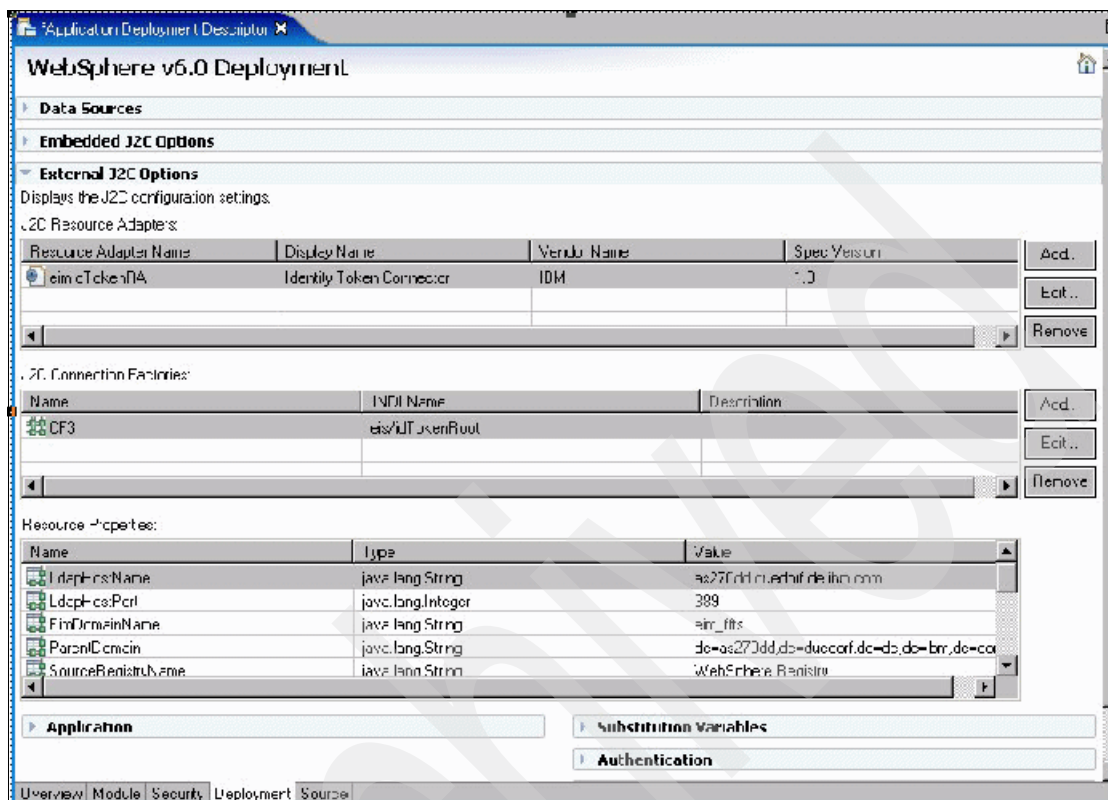 *Application Deployment Descriptor
WebSphere v6.0 Deployment
Data Sources
Embedded J2C Options
External J2C Options
Displays the J2C configuration settings.
J2C Resource Adapters:
Resource Adapter Name Display Name Vendor Name Spec Version
Identity Token Connector IBM 1.0
Add...
Edit...
Remove
J2C Connection Factories:
Name JNDI Name Description
CF3 eis/idTokenRoot
Add...
Edit...
Remove
Resource Properties:
Name Type Value
LdapHostName java.lang.String
LdapHostPort java.lang.Integer 389
EimDomainName java.lang.String
ParentDomain java.lang.String
SourceRegistryName java.lang.String WebSphere Registry
Application
Substitution Variables
Authentication
Overview Module Security Deployment Source
Archived